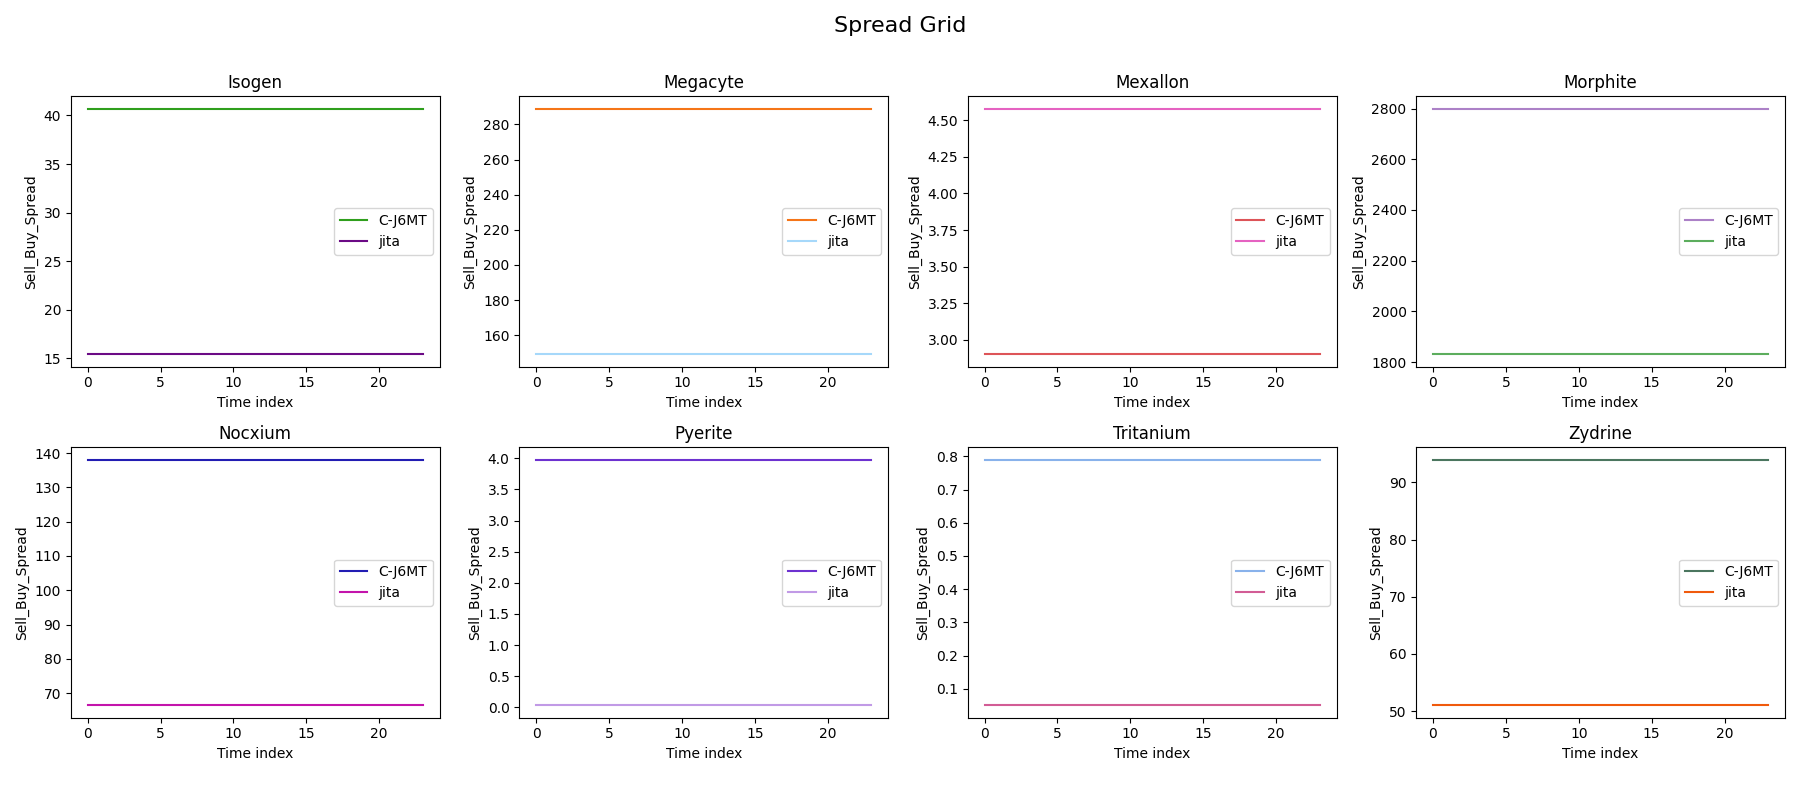 Spread Grid
Isogen
Megacyte
Mexallon
Morphite
Sell_Buy_Spread
40
35
30
25
20
15
0 5 10 15 20
Time index
C-J6MT
jita
Sell_Buy_Spread
280
260
240
220
200
180
160
0 5 10 15 20
Time index
C-J6MT
jita
Sell_Buy_Spread
4.50
4.25
4.00
3.75
3.50
3.25
3.00
0 5 10 15 20
Time index
C-J6MT
jita
Sell_Buy_Spread
2800
2600
2400
2200
2000
1800
0 5 10 15 20
Time index
C-J6MT
jita
Nocxium
Pyerite
Tritanium
Zydrine
Sell_Buy_Spread
140
130
120
110
100
90
80
70
0 5 10 15 20
Time index
C-J6MT
jita
Sell_Buy_Spread
4.0
3.5
3.0
2.5
2.0
1.5
1.0
0.5
0.0
0 5 10 15 20
Time index
C-J6MT
jita
Sell_Buy_Spread
0.8
0.7
0.6
0.5
0.4
0.3
0.2
0.1
0 5 10 15 20
Time index
C-J6MT
jita
Sell_Buy_Spread
90
80
70
60
50
0 5 10 15 20
Time index
C-J6MT
jita